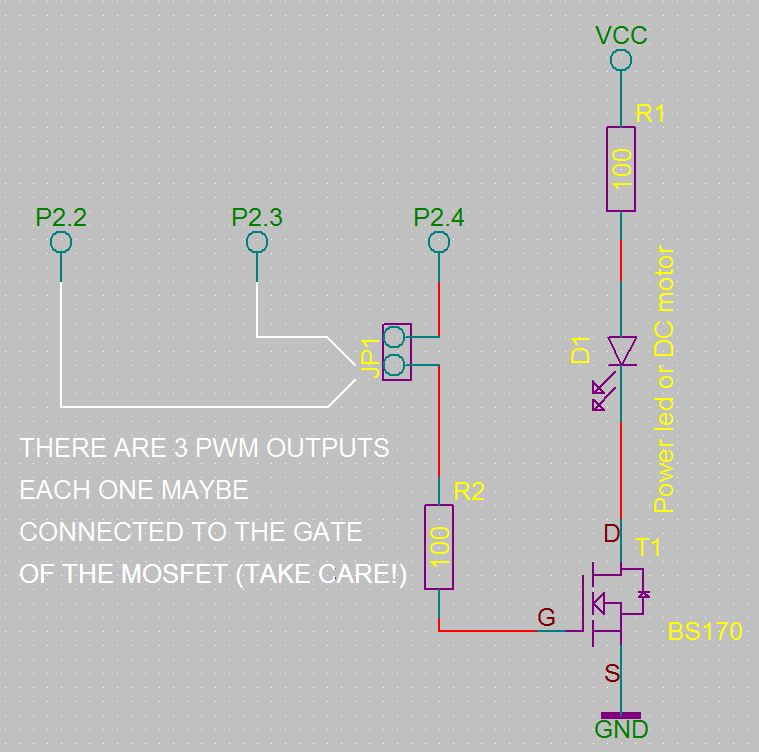 VCC
R1
100
P2.2
P2.3
P2.4
JP1
D1
Power led or DC motor
THERE ARE 3 PWM OUTPUTS
EACH ONE MAYBE
CONNECTED TO THE GATE
OF THE MOSFET (TAKE CARE!)
R2
100
D
T1
G
BS170
S
GND